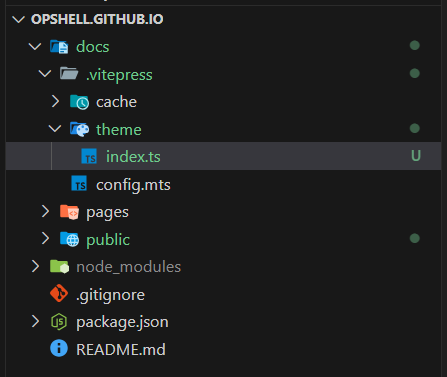 OPSHELL.GITHUB.IO
docs
.vitepress
cache
theme
TS index.ts U
TS config.mts
pages
public
node_modules
.gitignore
package.json
README.md